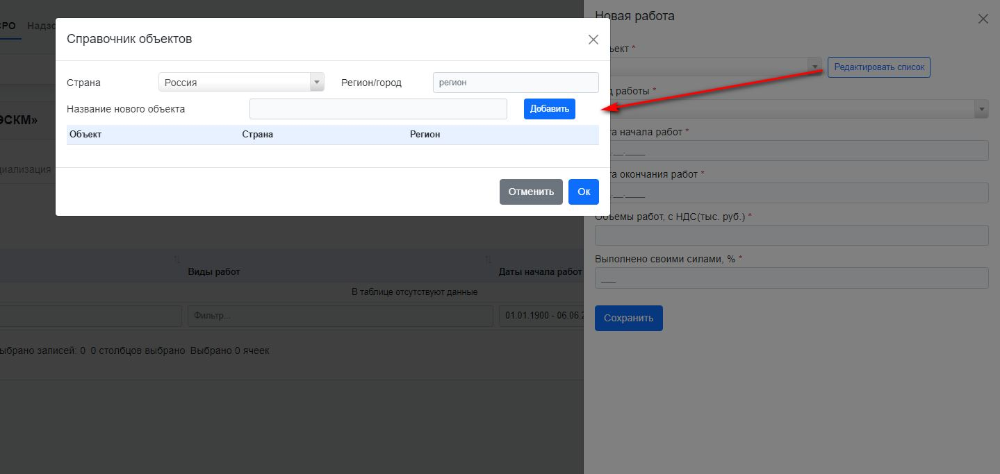 СРО Надзо
Новая работа
Справочник объектов
ъект *
Страна Россия Регион/город регион
Редактировать список
д работы *
Название нового объекта Добавить
ЭСКМ»
Объект Страна Регион
та начала работ *
__.____
циализация
та окончания работ *
__.____
Отменить Ок
Объемы работ, с НДС(тыс. руб.) *
Выполнено своими силами, % *
___
Виды работ Даты начала работ
В таблице отсутствуют данные
Фильтр... 01.01.1900 - 06.06.2
Сохранить
ыбрано записей: 0 0 столбцов выбрано Выбрано 0 ячеек